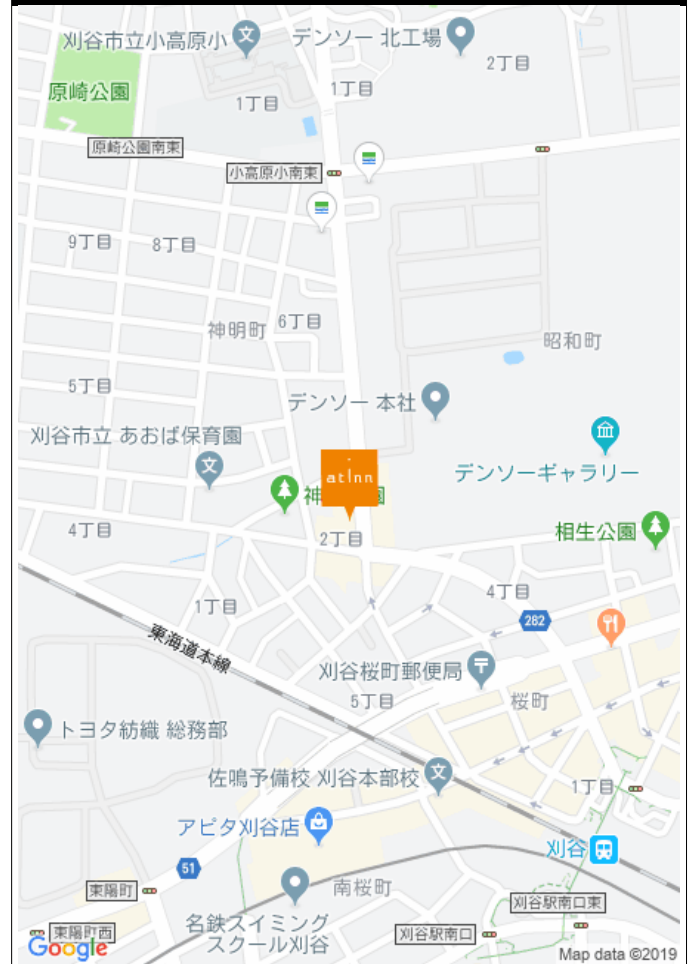 刈谷市立小高原小
デンソー 北工場
2丁目
原崎公園
1丁目
1丁目
原崎公園南東
小高原小南東
9丁目
8丁目
神明町
6丁目
昭和町
5丁目
デンソー 本社
刈谷市立 あおば保育園
atInn
デンソーギャラリー
4丁目
2丁目
相生公園
1丁目
4丁目
282
東海道本線
刈谷桜町郵便局
5丁目
桜町
トヨタ紡織 総務部
佐鳴予備校 刈谷本部校
1丁目
アピタ刈谷店
刈谷
51
東陽町
南桜町
刈谷駅南口東
名鉄スイミング
スクール刈谷
東陽町西
刈谷駅南口
Google
Map data ©2019